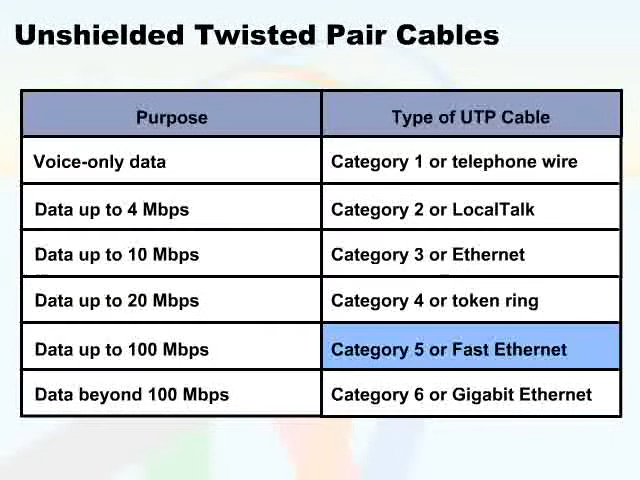 Unshielded Twisted Pair Cables
Purpose Type of UTP Cable
Voice-only data Category 1 or telephone wire
Data up to 4 Mbps Category 2 or LocalTalk
Data up to 10 Mbps Category 3 or Ethernet
Data up to 20 Mbps Category 4 or token ring
Data up to 100 Mbps Category 5 or Fast Ethernet
Data beyond 100 Mbps Category 6 or Gigabit Ethernet